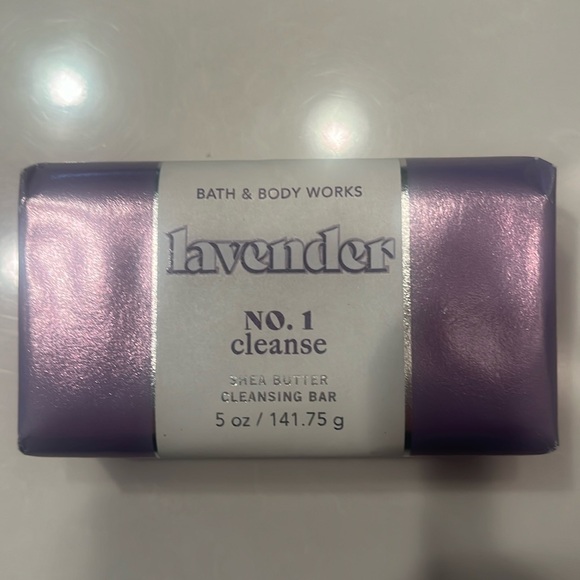 BATH & BODY WORKS
lavender
NO. 1
cleanse
SHEA BUTTER
CLEANSING BAR
5 oz / 141.75 g